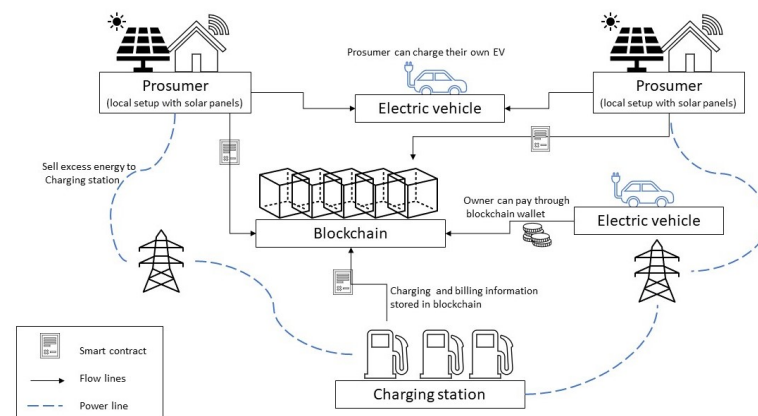 Prosumer can charge their own EV
Prosumer
(local setup with solar panels)
Electric vehicle
Prosumer
(local setup with solar panels)
Sell excess energy to
Charging station
Owner can pay through
blockchain wallet
Electric vehicle
Blockchain
Charging and billing information
stored in blockchain
Smart contract
Flow lines
Power line
Charging station